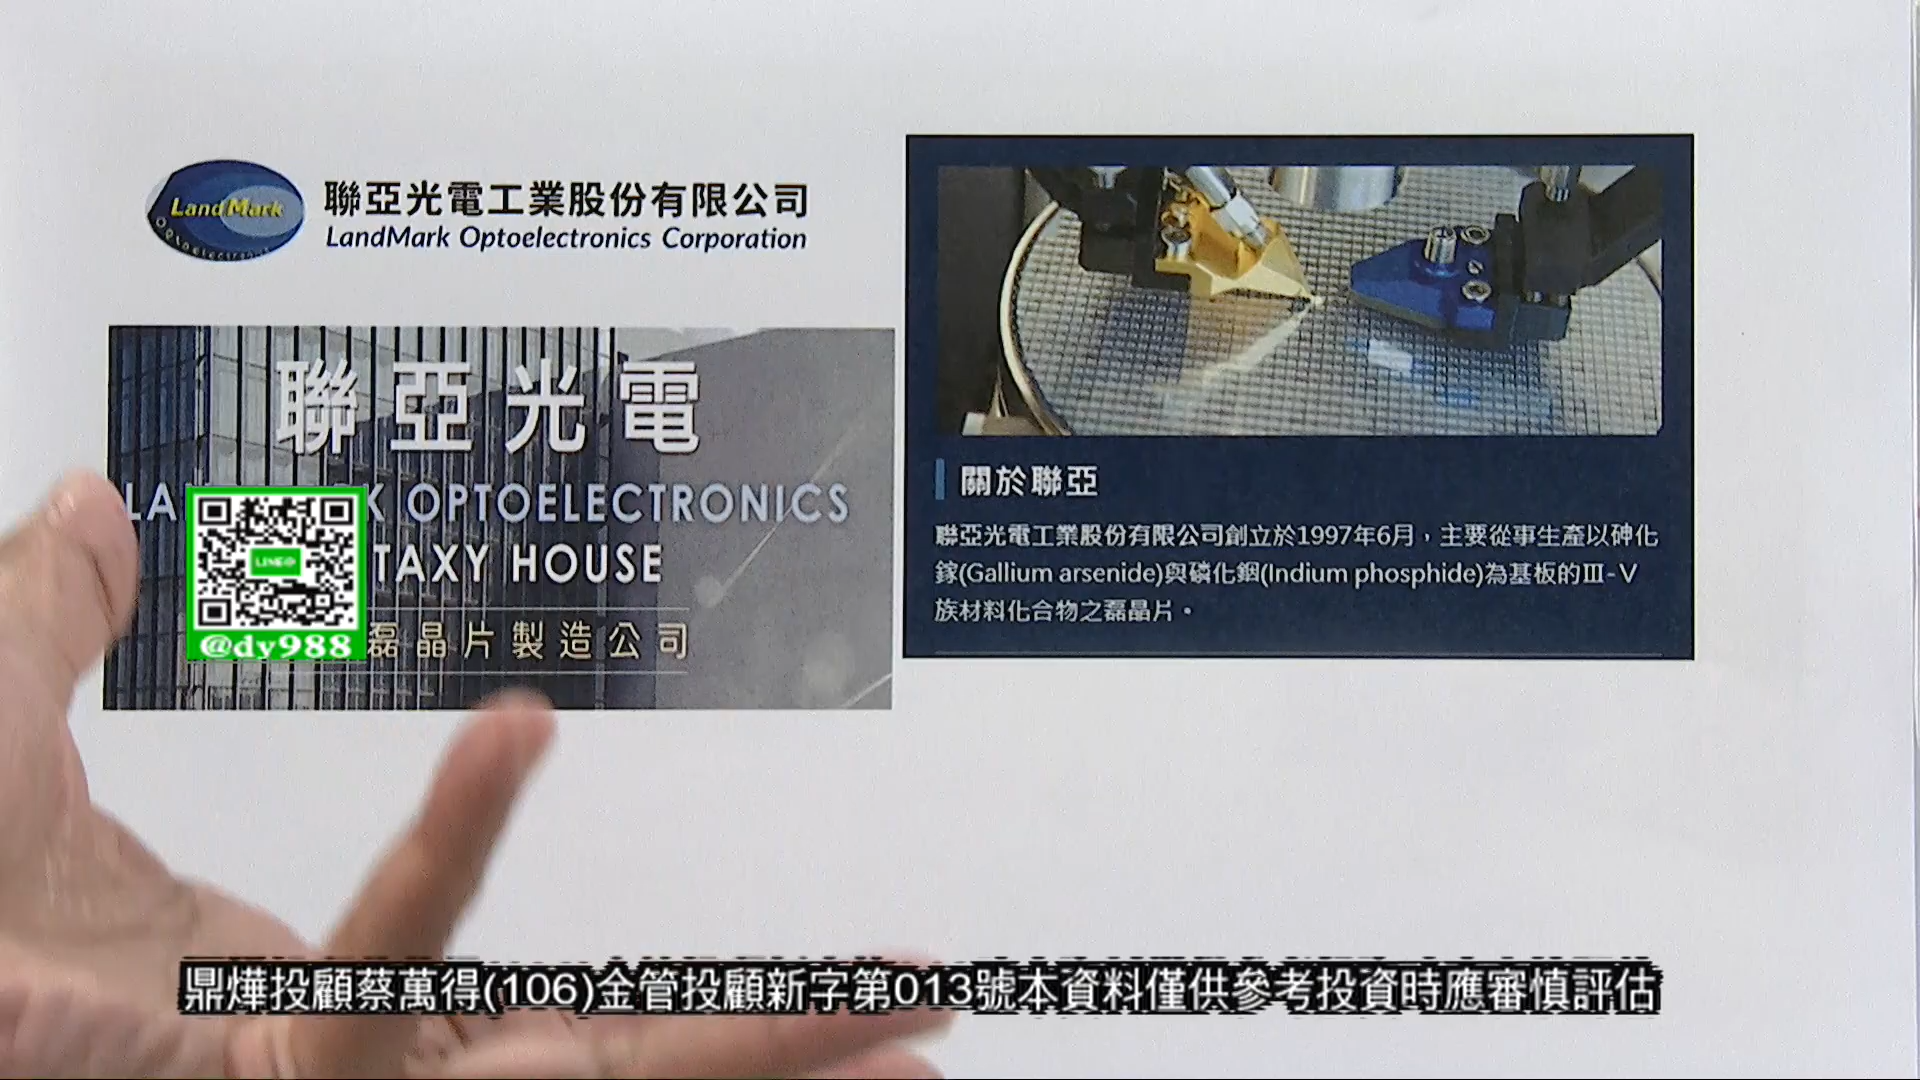 LandMark
Optoelectronics
聯亞光電工業股份有限公司
LandMark Optoelectronics Corporation
聯亞光電
LA K OPTOELECTRONICS
TAXY HOUSE
磊晶片製造公司
LINE@
@dy988
關於聯亞
聯亞光電工業股份有限公司創立於1997年6月，主要從事生產以砷化
鎵(Gallium arsenide)與磷化銦(Indium phosphide)為基板的III-V
族材料化合物之磊晶片。
鼎燁投顧蔡萬得(106)金管投顧新字第013號本資料僅供參考投資時應審慎評估